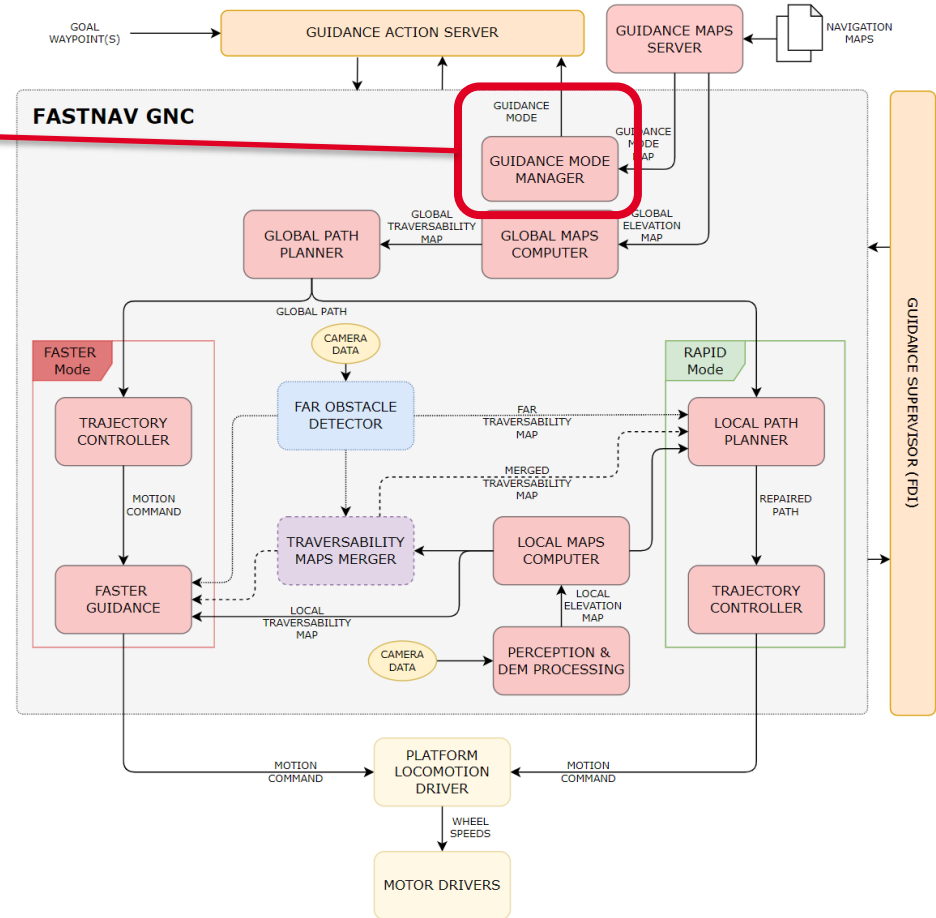 GOAL
WAYPOINT(S)
GUIDANCE ACTION SERVER
GUIDANCE MAPS
SERVER
NAVIGATION
MAPS
FASTNAV GNC
GUIDANCE
MODE
GUIDANCE
MODE
MAP
GUIDANCE MODE
MANAGER
GLOBAL PATH
PLANNER
GLOBAL
TRAVERSABILITY
MAP
GLOBAL MAPS
COMPUTER
GLOBAL
ELEVATION
MAP
GLOBAL PATH
GUIDANCE SUPERVISOR (FDI)
FASTER
Mode
CAMERA
DATA
RAPID
Mode
TRAJECTORY
CONTROLLER
FAR OBSTACLE
DETECTOR
FAR
TRAVERSABILITY
MAP
LOCAL PATH
PLANNER
MERGED
TRAVERSABILITY
MAP
MOTION
COMMAND
REPAIRED
PATH
TRAVERSABILITY
MAPS MERGER
LOCAL MAPS
COMPUTER
FASTER
GUIDANCE
LOCAL
TRAVERSABILITY
MAP
LOCAL
ELEVATION
MAP
TRAJECTORY
CONTROLLER
CAMERA
DATA
PERCEPTION &
DEM PROCESSING
MOTION
COMMAND
PLATFORM
LOCOMOTION
DRIVER
MOTION
COMMAND
WHEEL
SPEEDS
MOTOR DRIVERS